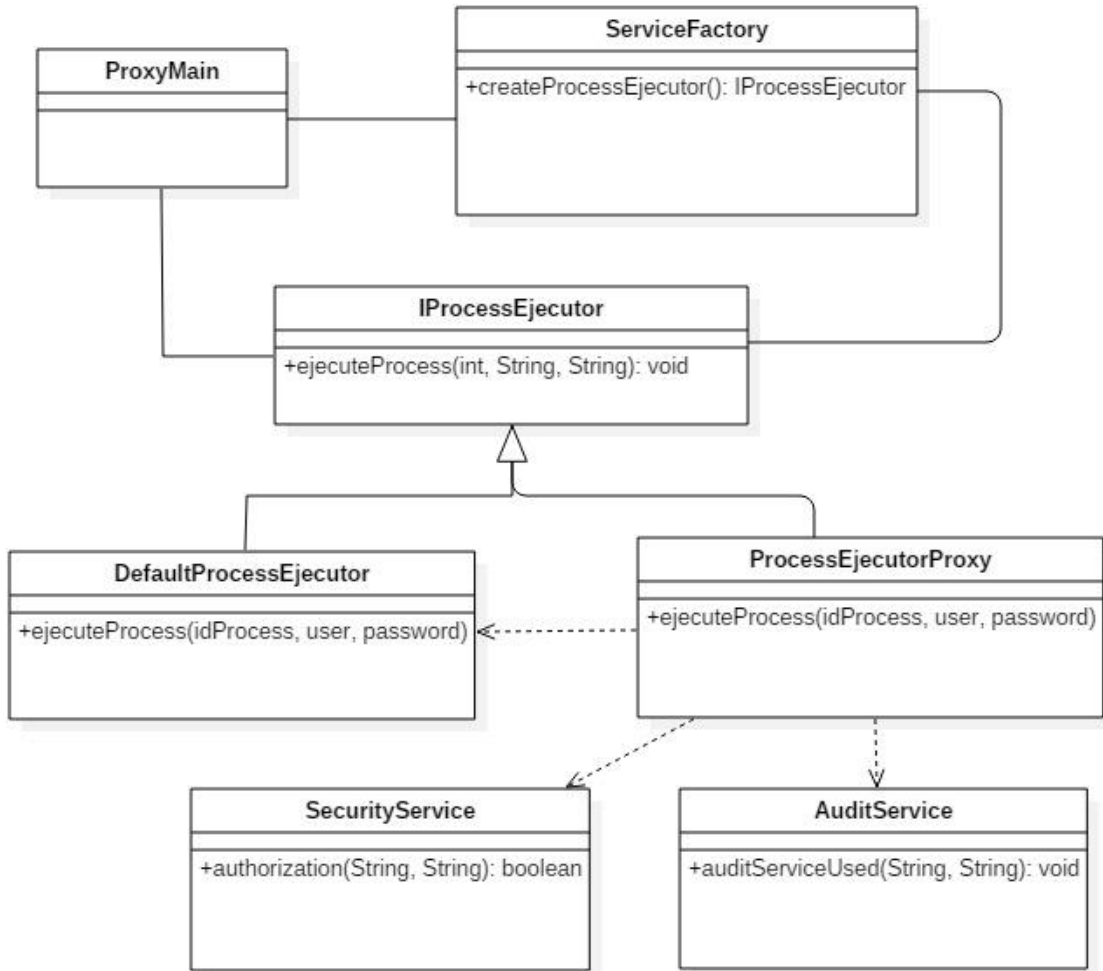 ServiceFactory
+createProcessEjecutor(): IProcessEjecutor
ProxyMain
IProcessEjecutor
+ejecuteProcess(int, String, String): void
DefaultProcessEjecutor
+ejecuteProcess(idProcess, user, password)
ProcessEjecutorProxy
+ejecuteProcess(idProcess, user, password)
SecurityService
+authorization(String, String): boolean
AuditService
+auditServiceUsed(String, String): void